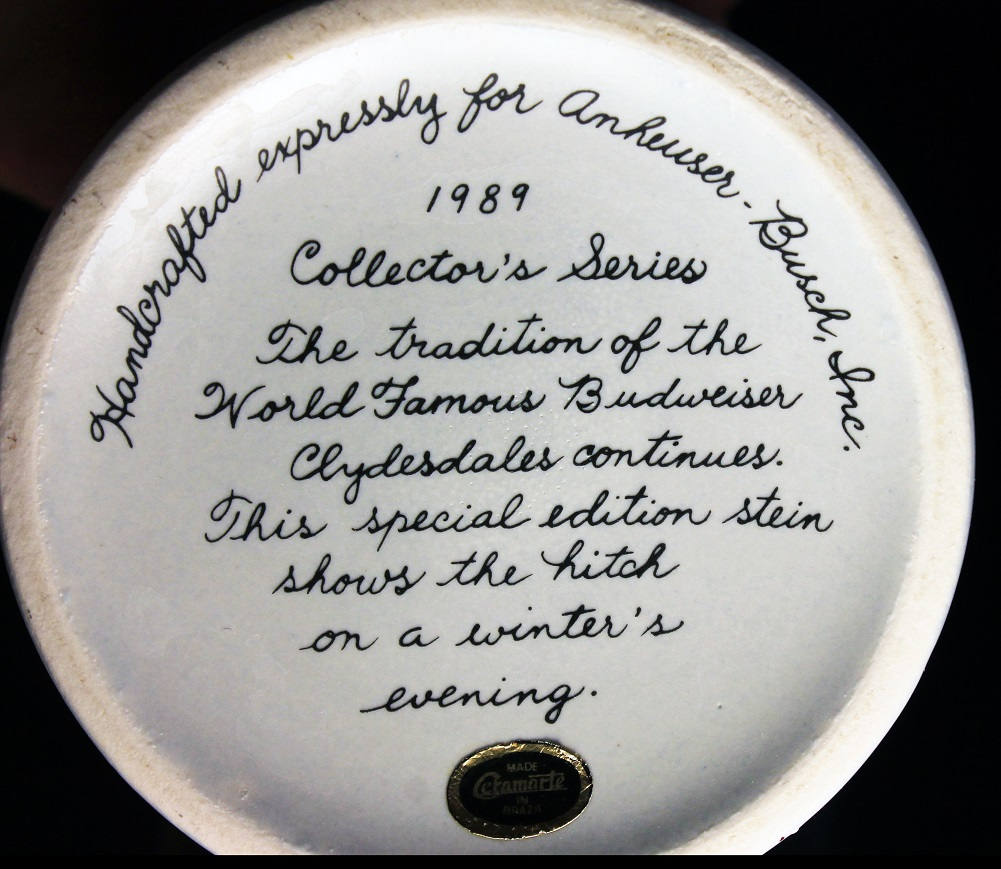 Handcrafted expressly for Anheuser-Busch, Inc.
1989
Collector's Series
The tradition of the
World Famous Budweiser
Clydesdales continues.
This special edition stein
shows the hitch
on a winter's
evening.
MADE
Ceramarte
IN
BRAZIL